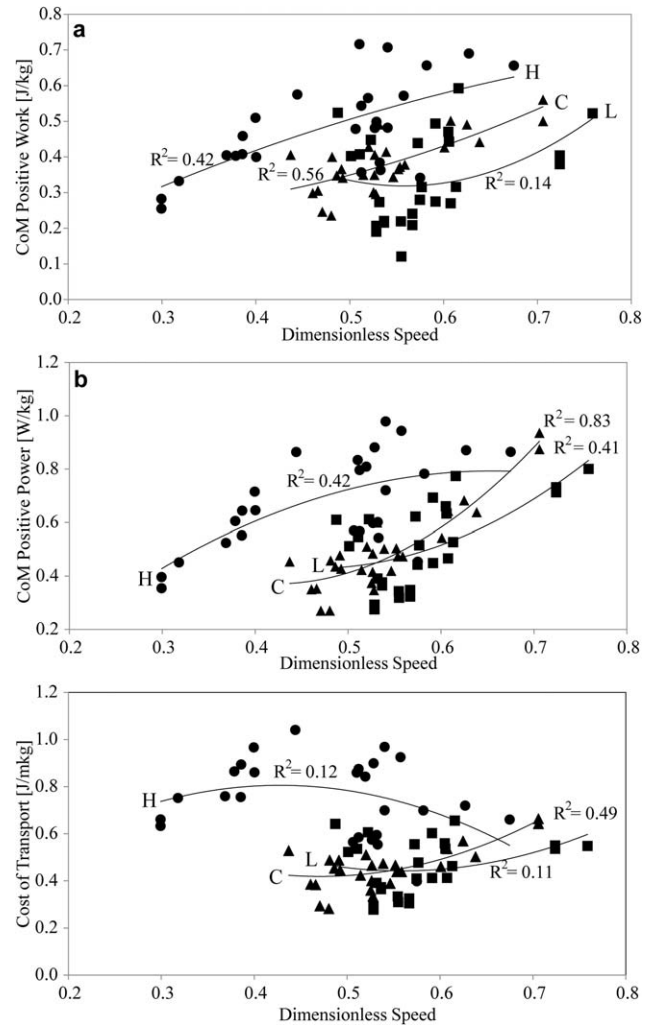 a
0.8
0.7
0.6
0.5
0.4
0.3
0.2
0.1
0.0
CoM Positive Work [J/kg]
H
C
L
R²= 0.42
R²= 0.56
R²= 0.14
0.2 0.3 0.4 0.5 0.6 0.7 0.8
Dimensionless Speed
b
1.2
1.0
0.8
0.6
0.4
0.2
CoM Positive Power [W/kg]
R²= 0.83
R²= 0.41
R²= 0.42
H
L
C
0.2 0.3 0.4 0.5 0.6 0.7 0.8
Dimensionless Speed
1.2
1.0
0.8
0.6
0.4
0.2
0.0
Cost of Transport [J/mkg]
R²= 0.12
H
R²= 0.49
L
C
R²= 0.11
0.2 0.3 0.4 0.5 0.6 0.7 0.8
Dimensionless Speed